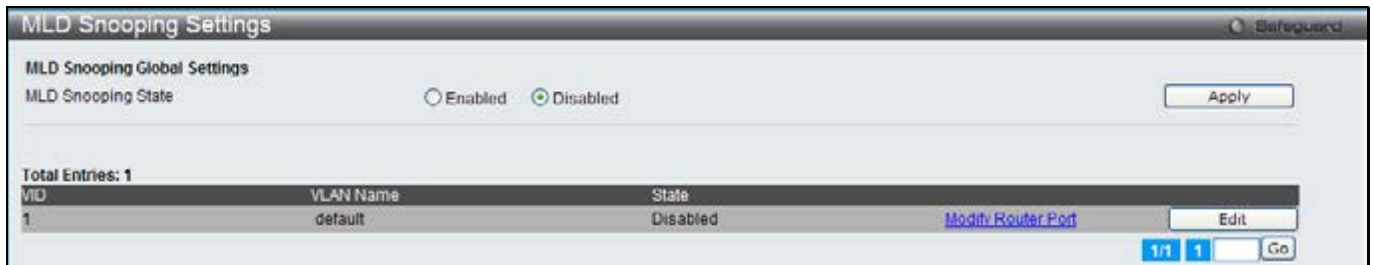 MLD Snooping Settings
Safeguard
MLD Snooping Global Settings
MLD Snooping State Enabled Disabled Apply
Total Entries: 1
VID VLAN Name State
1 default Disabled Modify Router Port Edit
1/1 1 Go